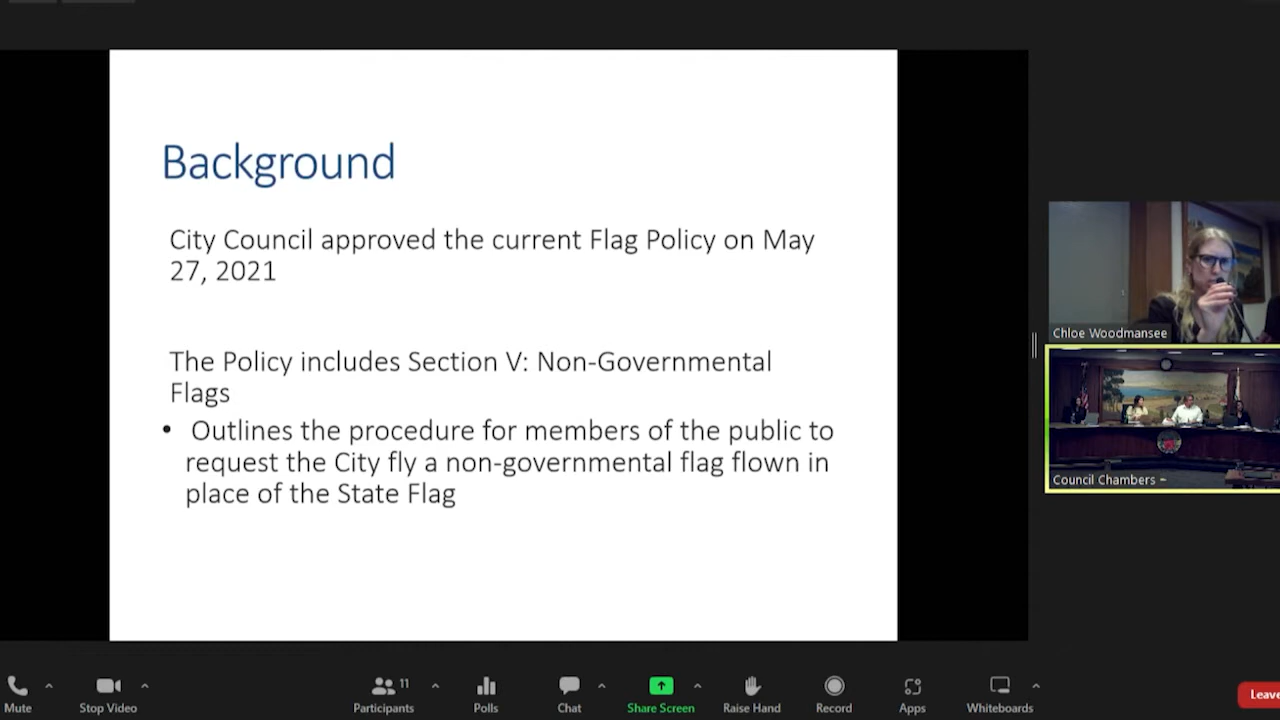 Background
City Council approved the current Flag Policy on May
27, 2021
The Policy includes Section V: Non-Governmental
Flags
• Outlines the procedure for members of the public to
request the City fly a non-governmental flag flown in
place of the State Flag
Chloe Woodmansee
Council Chambers
Mute
Stop Video
Participants
11
Polls
Chat
Share Screen
Raise Hand
Record
Apps
Whiteboards
Leave